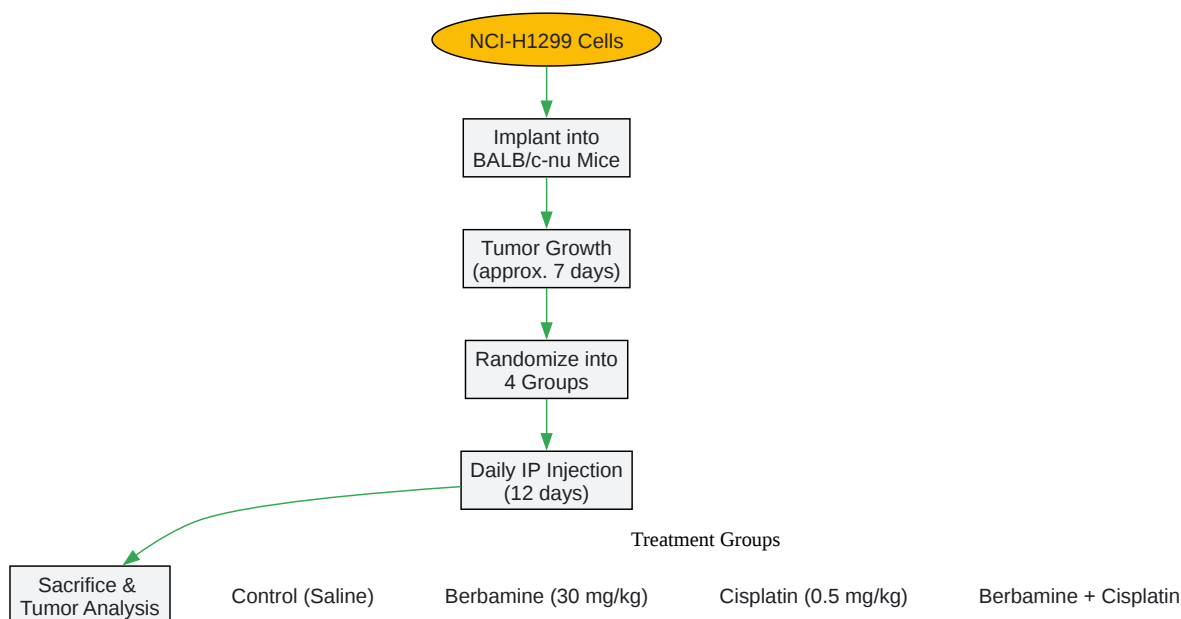 NCI-H1299 Cells
Implant into
BALB/c-nu Mice
Tumor Growth
(approx. 7 days)
Randomize into
4 Groups
Daily IP Injection
(12 days)
Treatment Groups
Sacrifice &
Tumor Analysis
Control (Saline)
Berbamine (30 mg/kg)
Cisplatin (0.5 mg/kg)
Berbamine + Cisplatin